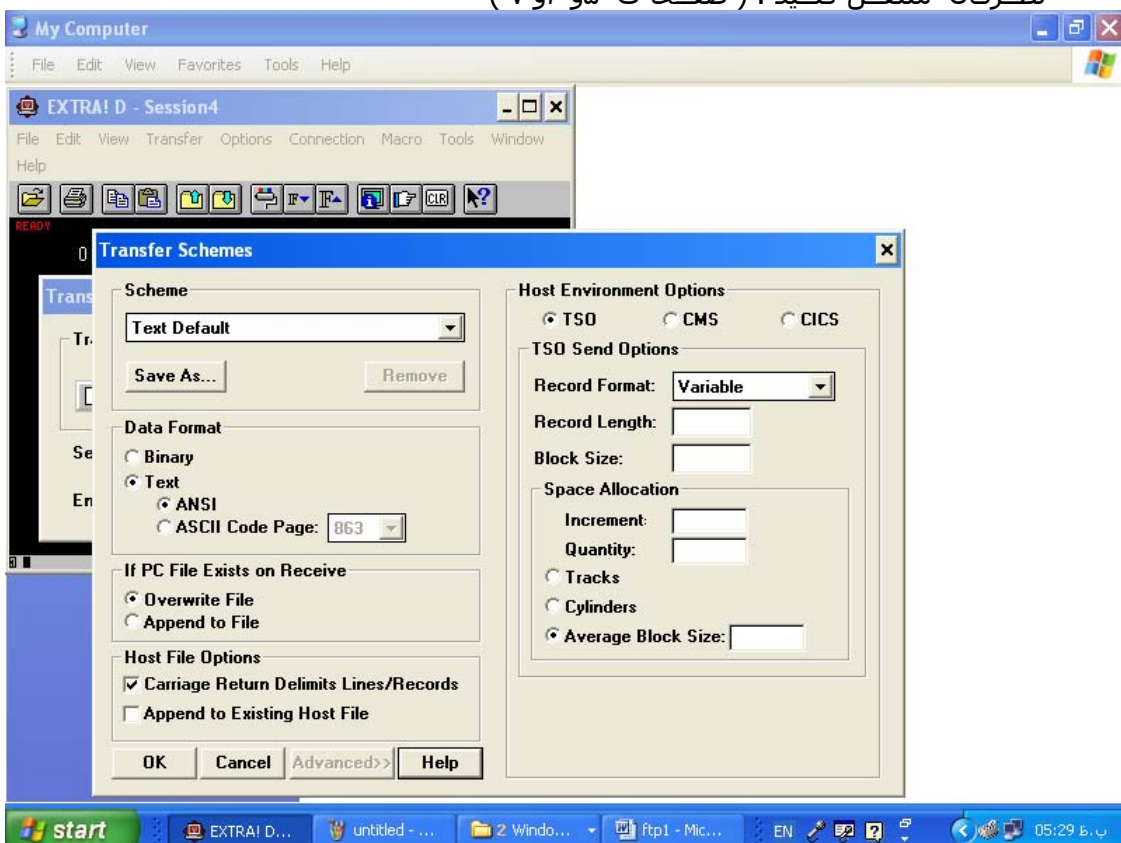 My Computer
File Edit View Favorites Tools Help
EXTRA! D - Session4
File Edit View Transfer Options Connection Macro Tools Window
Help
READY
0
Transfer Schemes
Trans
Tr
Se
En
Scheme
Text Default
Save As... Remove
Data Format
Binary
Text
ANSI
ASCII Code Page: 863
If PC File Exists on Receive
Overwrite File
Append to File
Host File Options
Carriage Return Delimits Lines/Records
Append to Existing Host File
OK Cancel Advanced>> Help
Host Environment Options
TSO CMS CICS
TSO Send Options
Record Format: Variable
Record Length:
Block Size:
Space Allocation
Increment:
Quantity:
Tracks
Cylinders
Average Block Size:
start EXTRA! D... untitled - ... 2 Windo... ftp1 - Mic... EN 05:29 ب.ظ